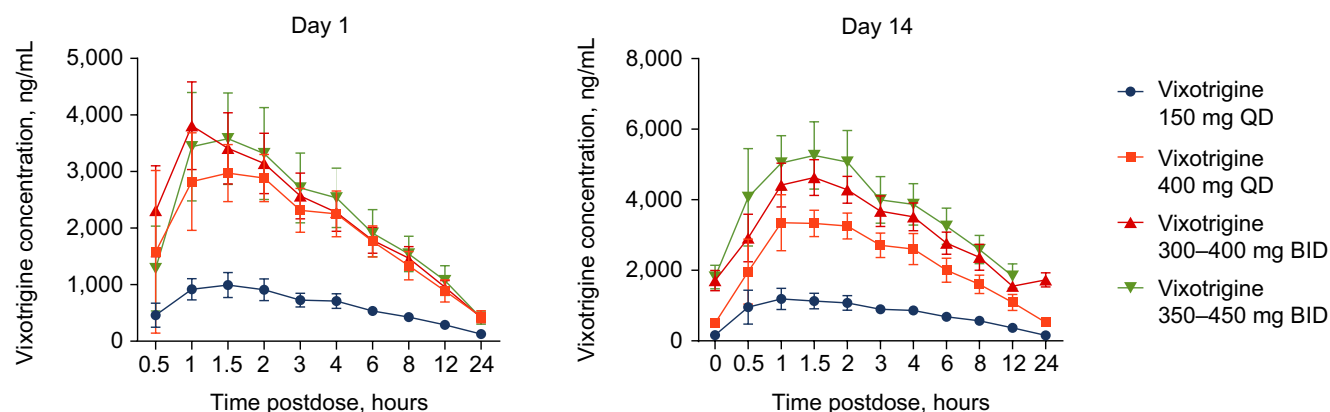 Day 1
Vixotrigine concentration, ng/mL
5,000
4,000
3,000
2,000
1,000
0
0.5 1 1.5 2 3 4 6 8 12 24
Time postdose, hours
Day 14
Vixotrigine concentration, ng/mL
8,000
6,000
4,000
2,000
0
0 0.5 1 1.5 2 3 4 6 8 12 24
Time postdose, hours
Vixotrigine
150 mg QD
Vixotrigine
400 mg QD
Vixotrigine
300–400 mg BID
Vixotrigine
350–450 mg BID